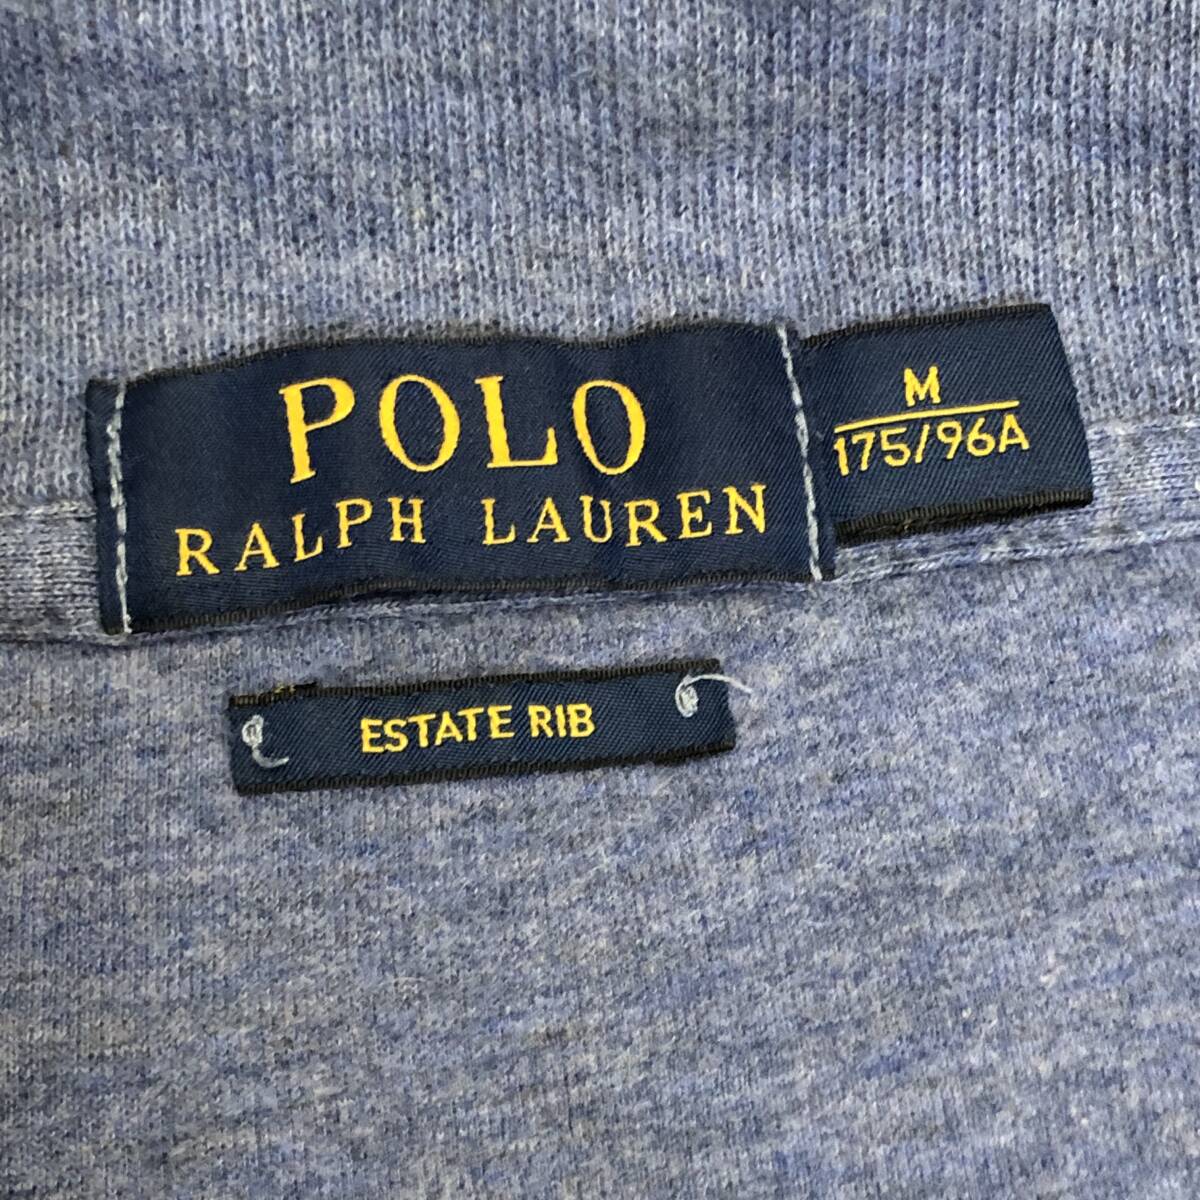 POLO
RALPH LAUREN
M
175/96A
ESTATE RIB